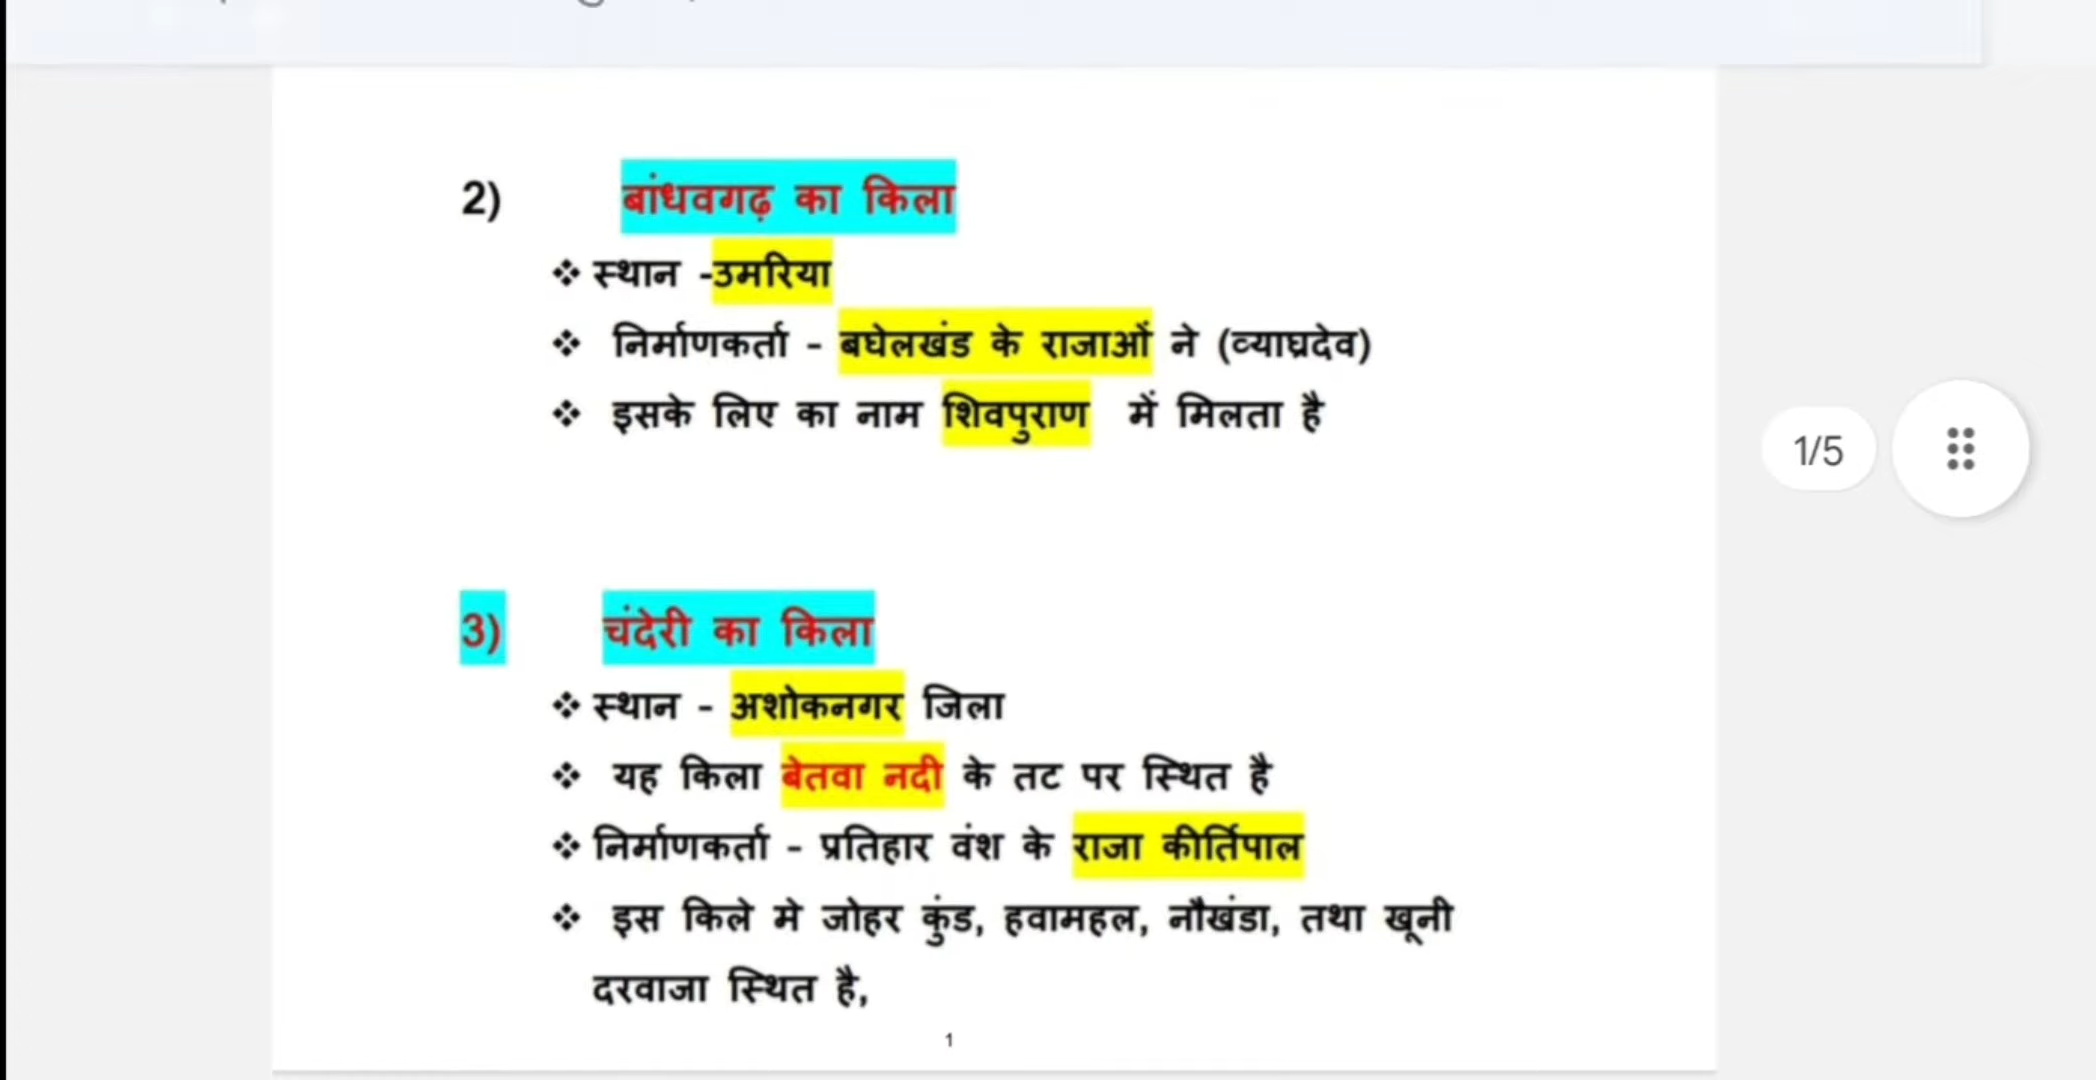 2) बांधवगढ़ का किला
❖ स्थान -उमरिया
❖ निर्माणकर्ता - बघेलखंड के राजाओं ने (व्याघ्रदेव)
❖ इसके लिए का नाम शिवपुराण में मिलता है
1/5
3) चंदेरी का किला
❖ स्थान - अशोकनगर जिला
❖ यह किला बेतवा नदी के तट पर स्थित है
❖ निर्माणकर्ता - प्रतिहार वंश के राजा कीर्तिपाल
❖ इस किले मे जोहर कुंड, हवामहल, नौखंडा, तथा खूनी
दरवाजा स्थित है,
1